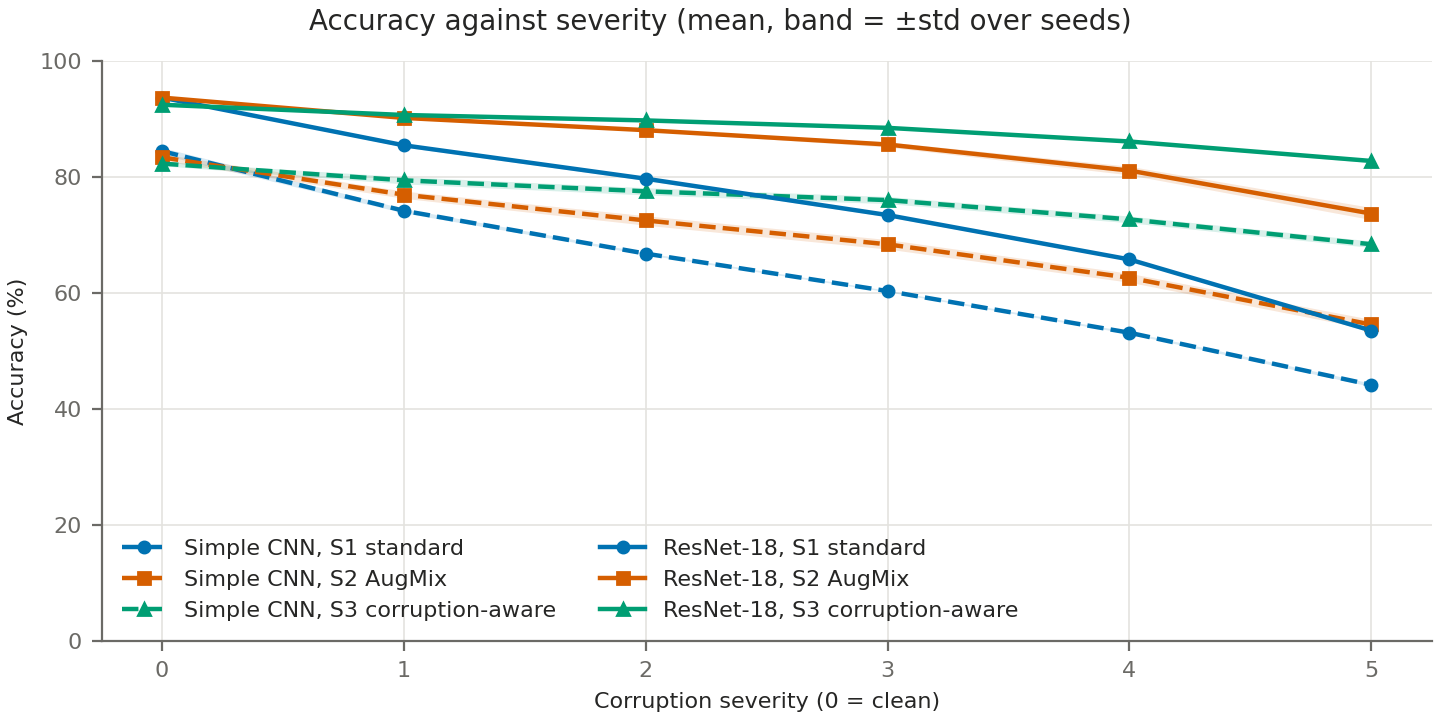 Accuracy against severity (mean, band = ±std over seeds)
100
80
60
40
20
0
Accuracy (%)
Simple CNN, S1 standard
Simple CNN, S2 AugMix
Simple CNN, S3 corruption-aware
ResNet-18, S1 standard
ResNet-18, S2 AugMix
ResNet-18, S3 corruption-aware
0 1 2 3 4 5
Corruption severity (0 = clean)